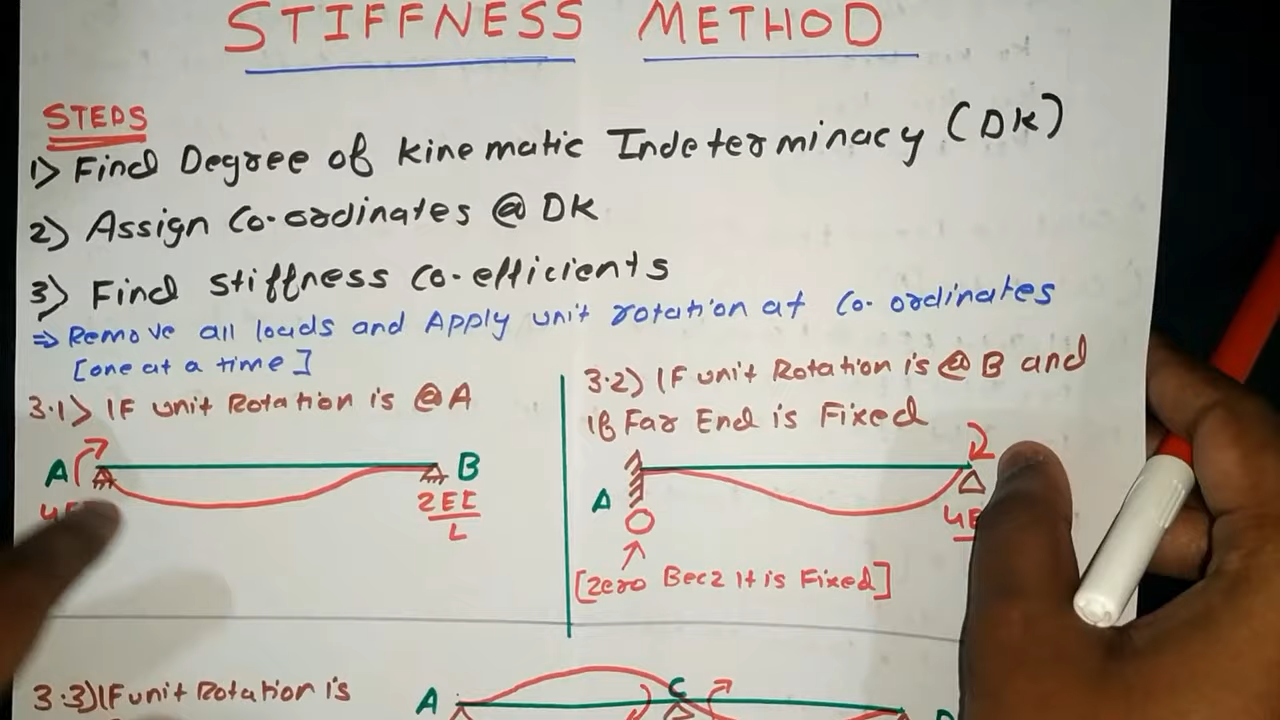 STIFFNESS METHOD
STEPS
1) Find Degree of kinematic Indeterminacy (DK)
2) Assign Co-ordinates @ DK
3) Find stiffness co-efficients
⇒ Remove all loads and Apply unit rotation at Co-ordinates
[one at a time]
3.1) IF unit Rotation is @ A
A B
2EI
L
3.2) IF unit Rotation is @ B and
if Far End is Fixed
A
O
[zero Becz it is Fixed]
3.3) IF unit Rotation is
A C